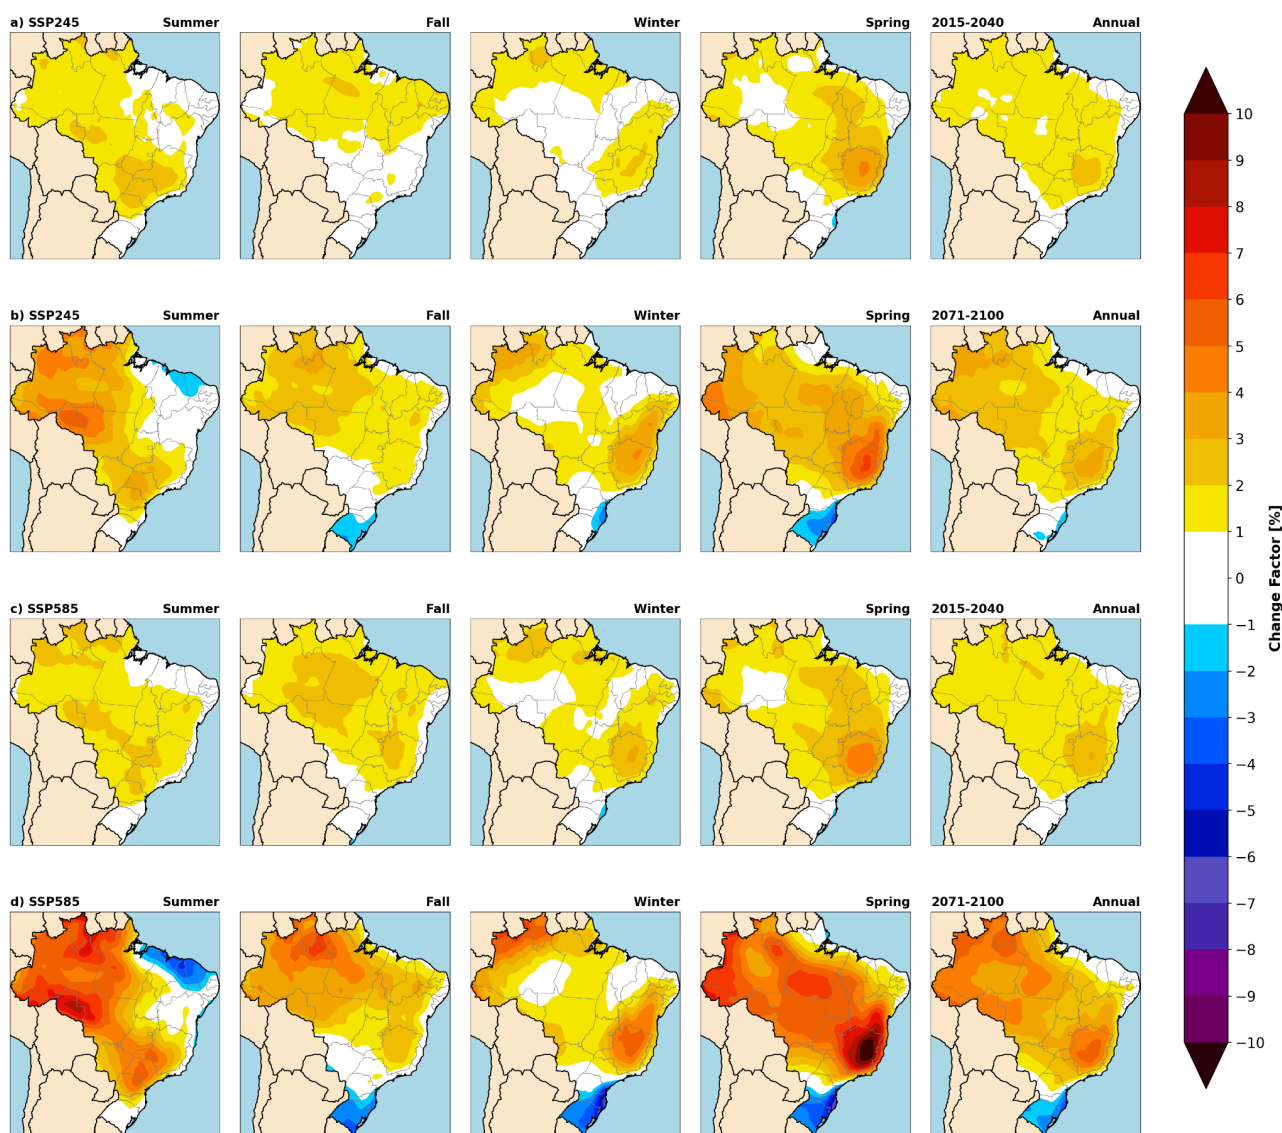 a) SSP245 Summer
Fall
Winter
Spring
2015-2040 Annual
b) SSP245 Summer
Fall
Winter
Spring
2071-2100 Annual
c) SSP585 Summer
Fall
Winter
Spring
2015-2040 Annual
d) SSP585 Summer
Fall
Winter
Spring
2071-2100 Annual
10
9
8
7
6
5
4
3
2
1
0
−1
−2
−3
−4
−5
−6
−7
−8
−9
−10
Change Factor [%]